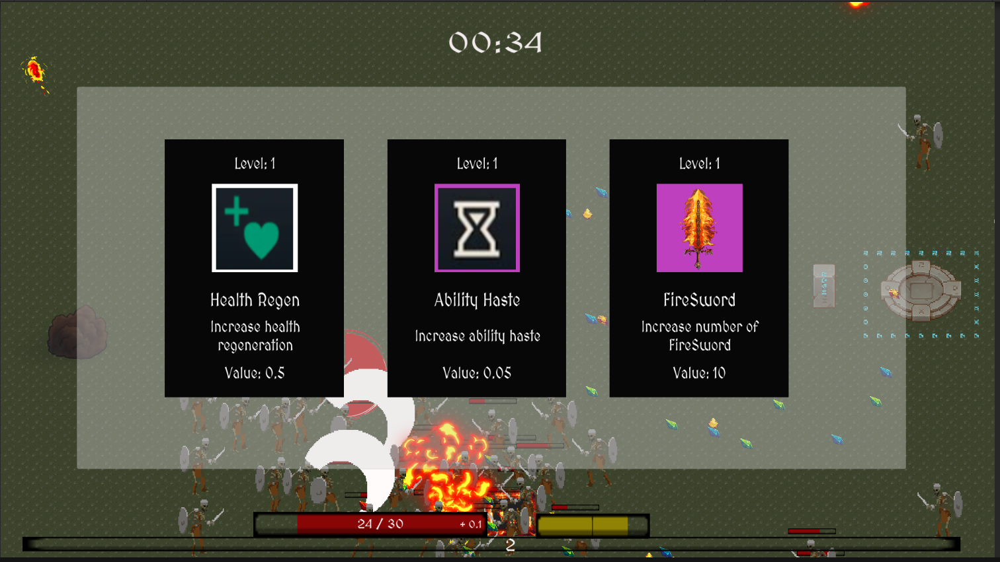 00:34
Level: 1
Health Regen
Increase health
regeneration
Value: 0.5
Level: 1
Ability Haste
Increase ability haste
Value: 0.05
Level: 1
FireSword
Increase number of
FireSword
Value: 10
24 / 30
+ 0.1
2